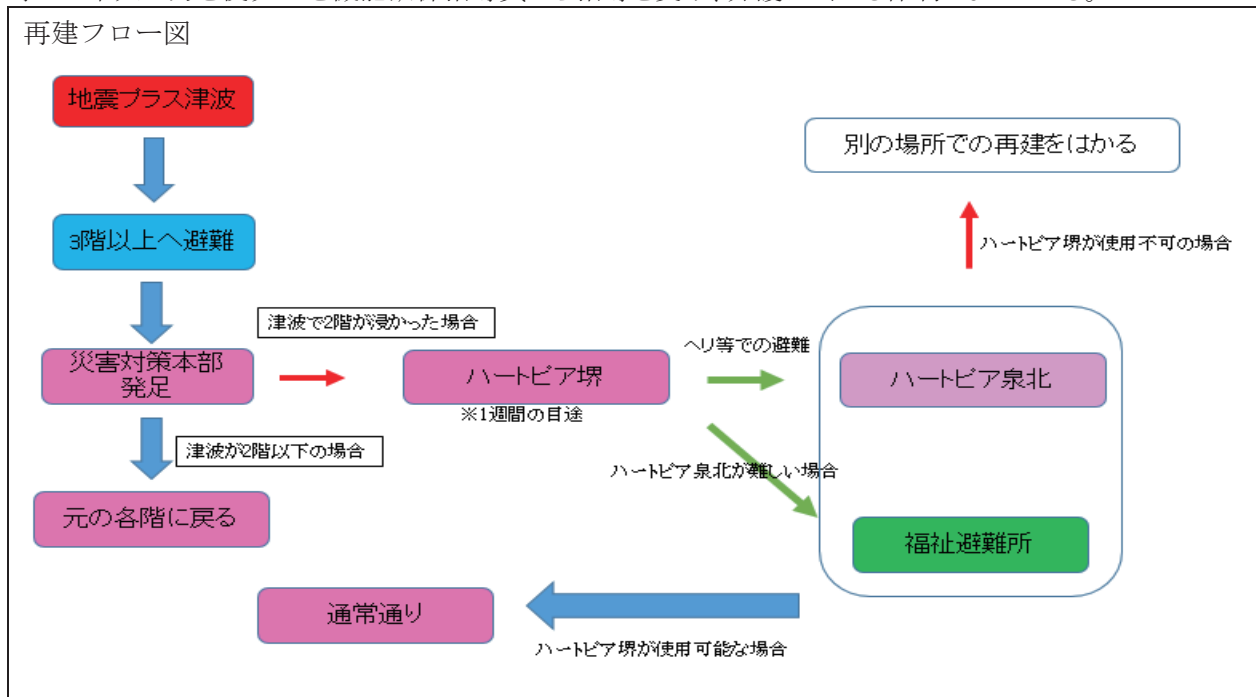 再建フロー図
地震プラス津波
別の場所での再建をはかる
3階以上へ避難
ハートピア堺が使用不可の場合
津波で2階が浸かった場合
ヘリ等での避難
災害対策本部
発足
ハートピア堺
※1週間の目途
ハートピア泉北
津波が2階以下の場合
ハートピア泉北が難しい場合
元の各階に戻る
福祉避難所
通常通り
ハートピア堺が使用可能な場合